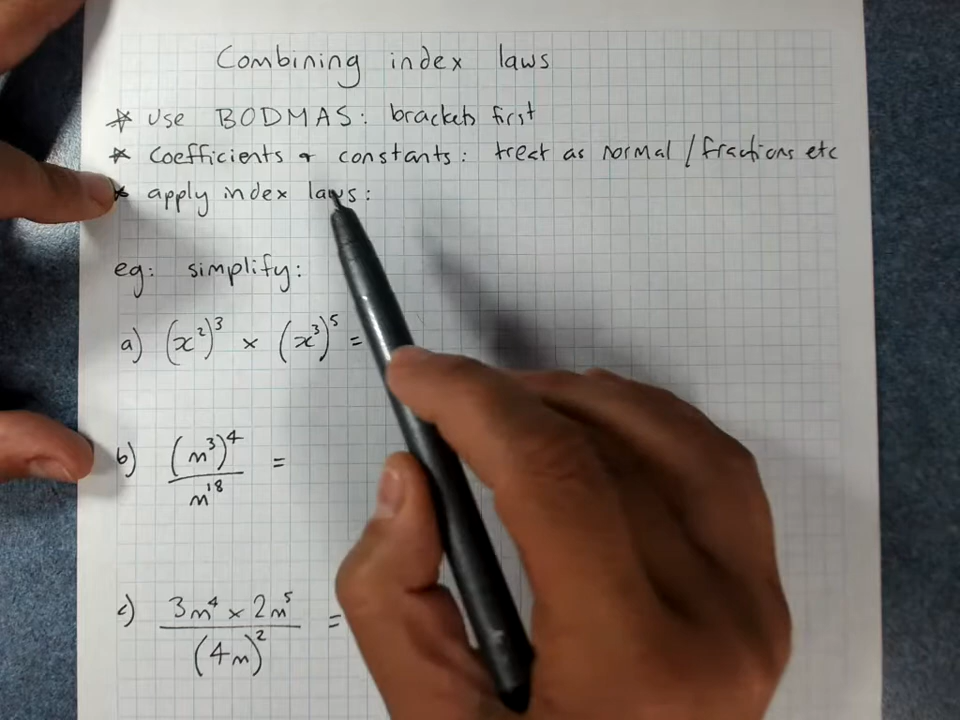 Combining index laws
* use BODMAS: brackets first
* Coefficients & constants: treat as normal / fractions etc
* apply index laws:
eg: simplify:
a) (x²)³ × (x³)⁵ =
b) (m³)⁴ / m¹⁸ =
c) 3m⁴ × 2m⁵ / (4m)² =